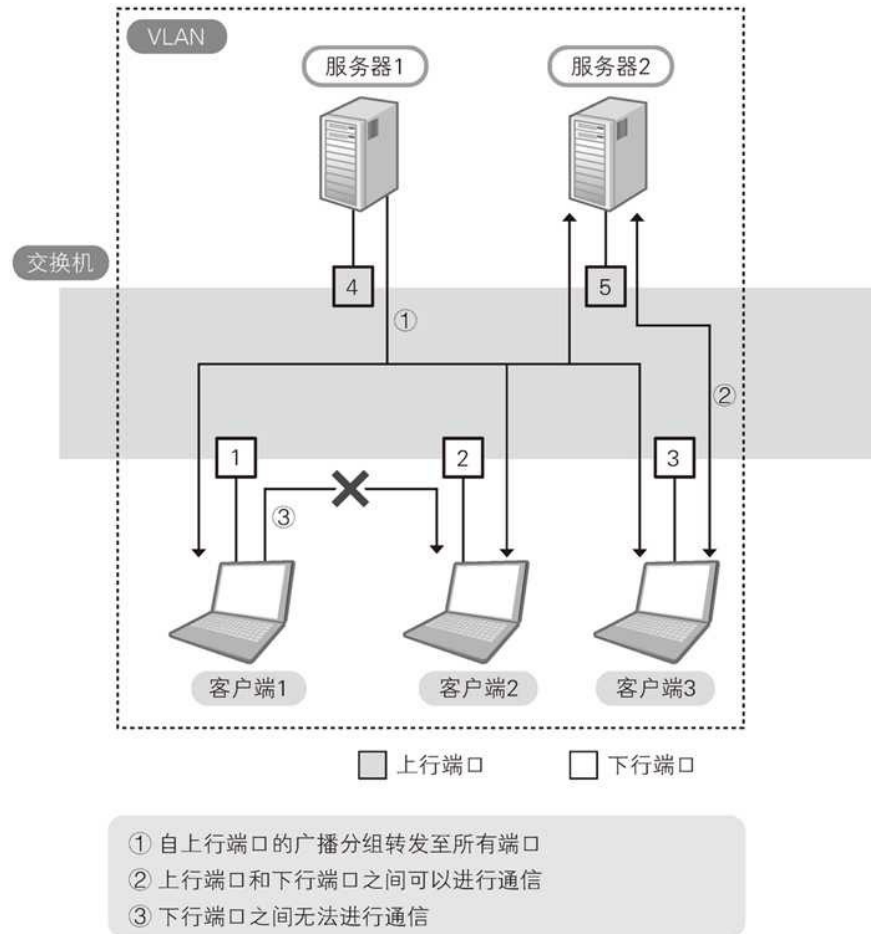 VLAN
服务器1
服务器2
交换机
4
5
①
②
1
2
3
③
客户端1
客户端2
客户端3
上行端口
下行端口
① 自上行端口的广播分组转发至所有端口
② 上行端口和下行端口之间可以进行通信
③ 下行端口之间无法进行通信